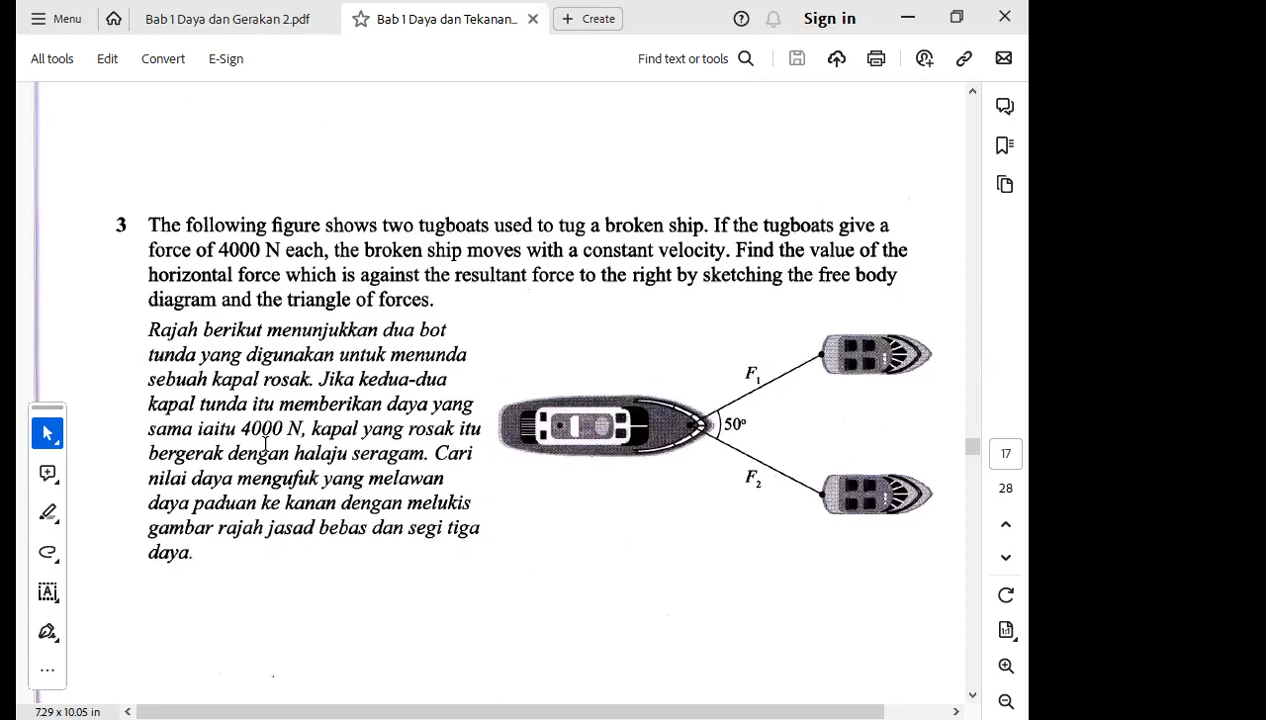 Menu
Bab 1 Daya dan Gerakan 2.pdf
Bab 1 Daya dan Tekanan...
Create
Sign in
All tools
Edit
Convert
E-Sign
Find text or tools
3 The following figure shows two tugboats used to tug a broken ship. If the tugboats give a
force of 4000 N each, the broken ship moves with a constant velocity. Find the value of the
horizontal force which is against the resultant force to the right by sketching the free body
diagram and the triangle of forces.
Rajah berikut menunjukkan dua bot
tunda yang digunakan untuk menunda
sebuah kapal rosak. Jika kedua-dua
kapal tunda itu memberikan daya yang
sama iaitu 4000 N, kapal yang rosak itu
bergerak dengan halaju seragam. Cari
nilai daya mengufuk yang melawan
daya paduan ke kanan dengan melukis
gambar rajah jasad bebas dan segi tiga
daya.
F₁
50°
F₂
17
28
7.29 x 10.05 in